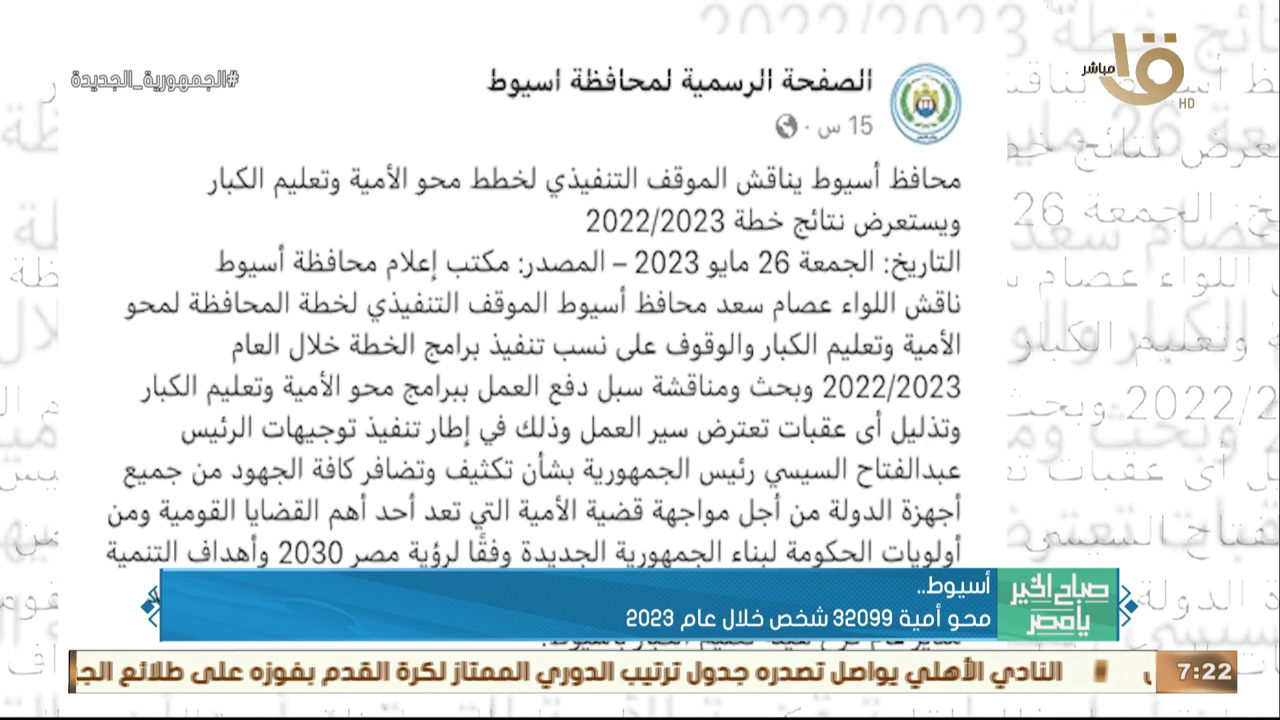 #الجمهورية_الجديدة
مباشر
HD
الصفحة الرسمية لمحافظة اسيوط
15 س ·
محافظ أسيوط يناقش الموقف التنفيذي لخطط محو الأمية وتعليم الكبار
ويستعرض نتائج خطة 2022/2023
التاريخ: الجمعة 26 مايو 2023 – المصدر: مكتب إعلام محافظة أسيوط
ناقش اللواء عصام سعد محافظ أسيوط الموقف التنفيذي لخطة المحافظة لمحو
الأمية وتعليم الكبار والوقوف على نسب تنفيذ برامج الخطة خلال العام
2022/2023 وبحث ومناقشة سبل دفع العمل ببرامج محو الأمية وتعليم الكبار
وتذليل أى عقبات تعترض سير العمل وذلك في إطار تنفيذ توجيهات الرئيس
عبدالفتاح السيسي رئيس الجمهورية بشأن تكثيف وتضافر كافة الجهود من جميع
أجهزة الدولة من أجل مواجهة قضية الأمية التي تعد أحد أهم القضايا القومية ومن
أولويات الحكومة لبناء الجمهورية الجديدة وفقًا لرؤية مصر 2030 وأهداف التنمية
صباح الخير
يا مصر
أسيوط..
محو أمية 32099 شخص خلال عام 2023
النادي الأهلي يواصل تصدره جدول ترتيب الدوري الممتاز لكرة القدم بفوزه على طلائع الج
7:22